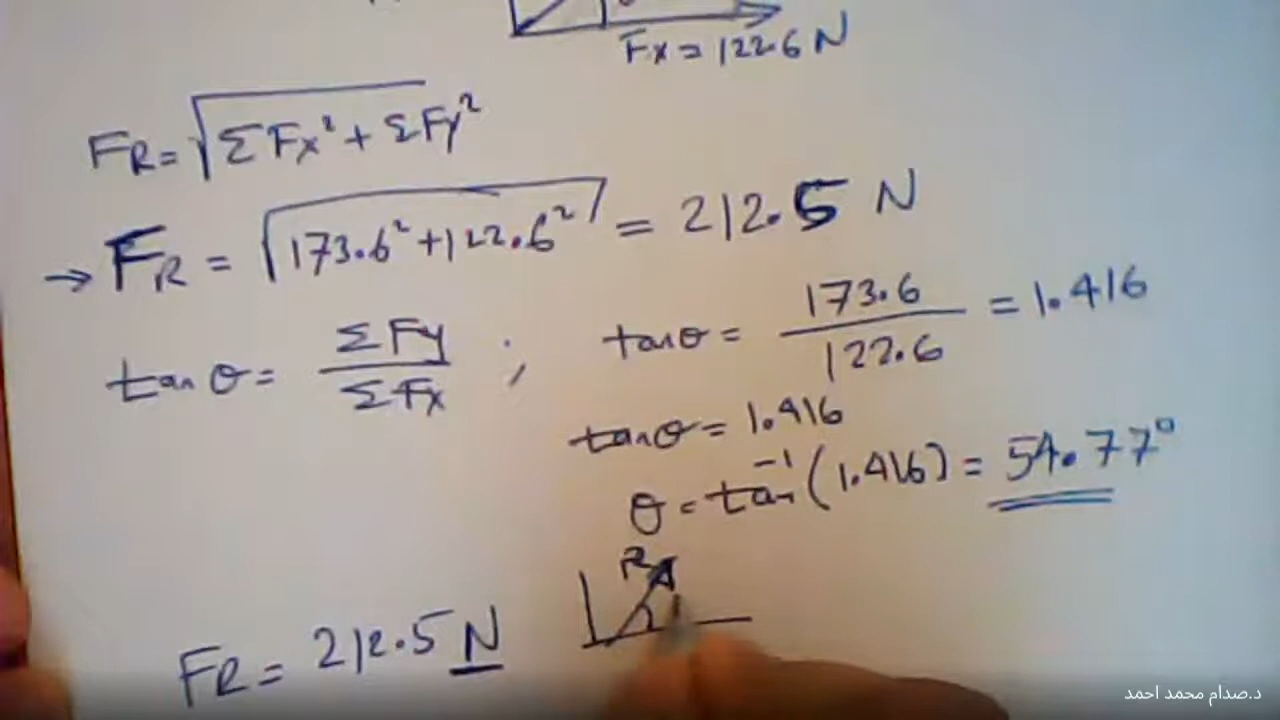 Fx = 122.6 N
FR = √ΣFx² + ΣFy²
→ FR = √173.6² + 122.6² = 212.5 N
tan θ = ΣFy / ΣFx ; tan θ = 173.6 / 122.6 = 1.416
tan θ = 1.416
θ = tan⁻¹ (1.416) = 54.77°
R
FR = 212.5 N
د.صدام محمد احمد